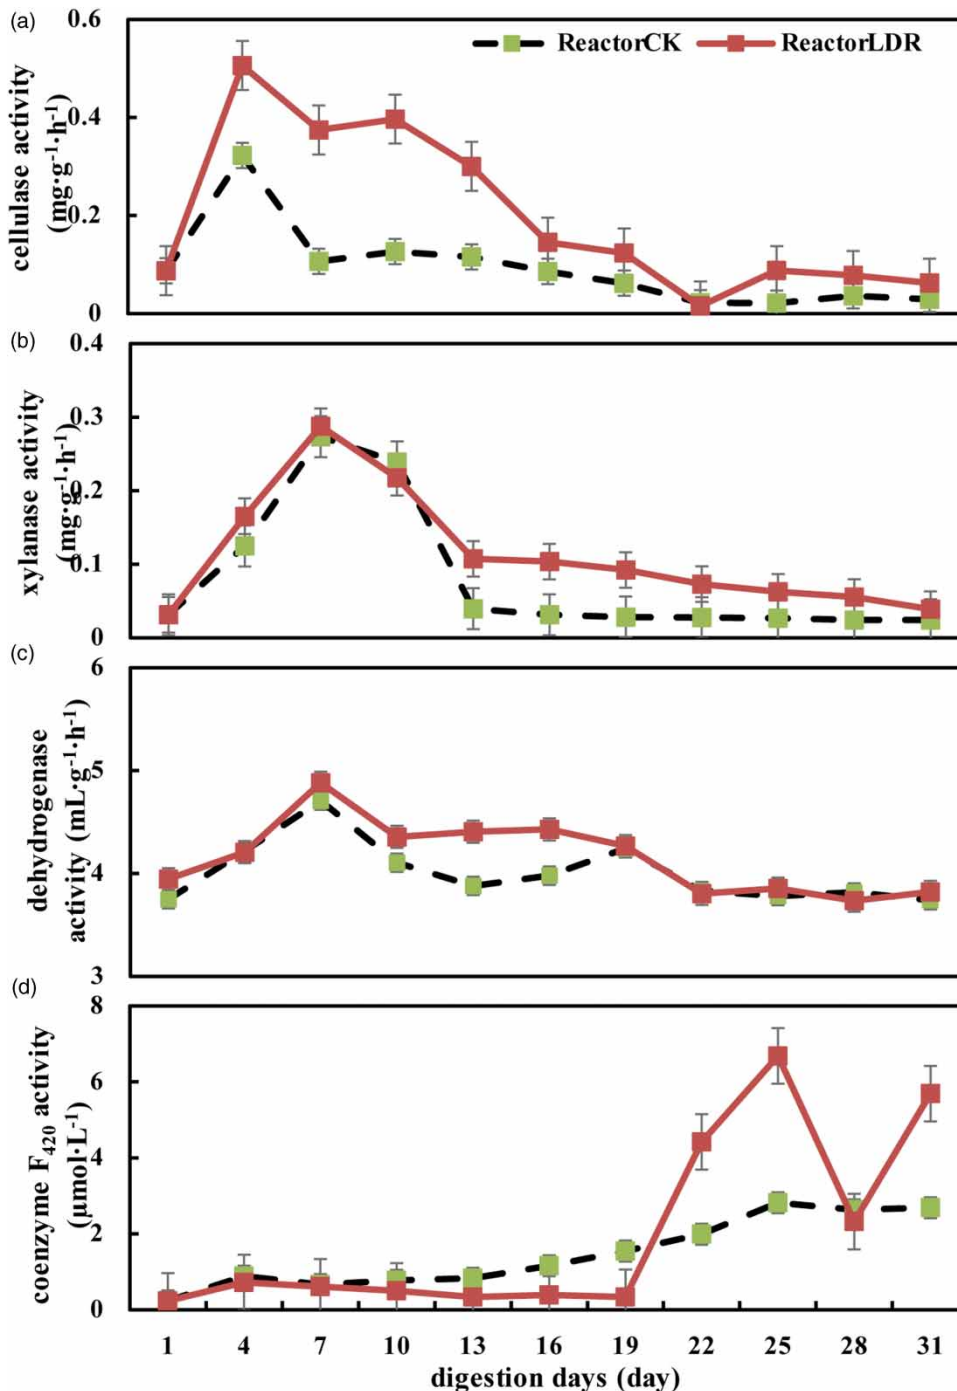 (a)
0.6
0.4
0.2
0
cellulase activity
(mg·g⁻¹·h⁻¹)
ReactorCK
ReactorLDR
(b)
0.4
0.3
0.2
0.1
0
xylanase activity
(mg·g⁻¹·h⁻¹)
(c)
6
5
4
3
dehydrogenase
activity (mL·g⁻¹·h⁻¹)
(d)
8
6
4
2
0
coenzyme F₄₂₀ activity
(μmol·L⁻¹)
1 4 7 10 13 16 19 22 25 28 31
digestion days (day)